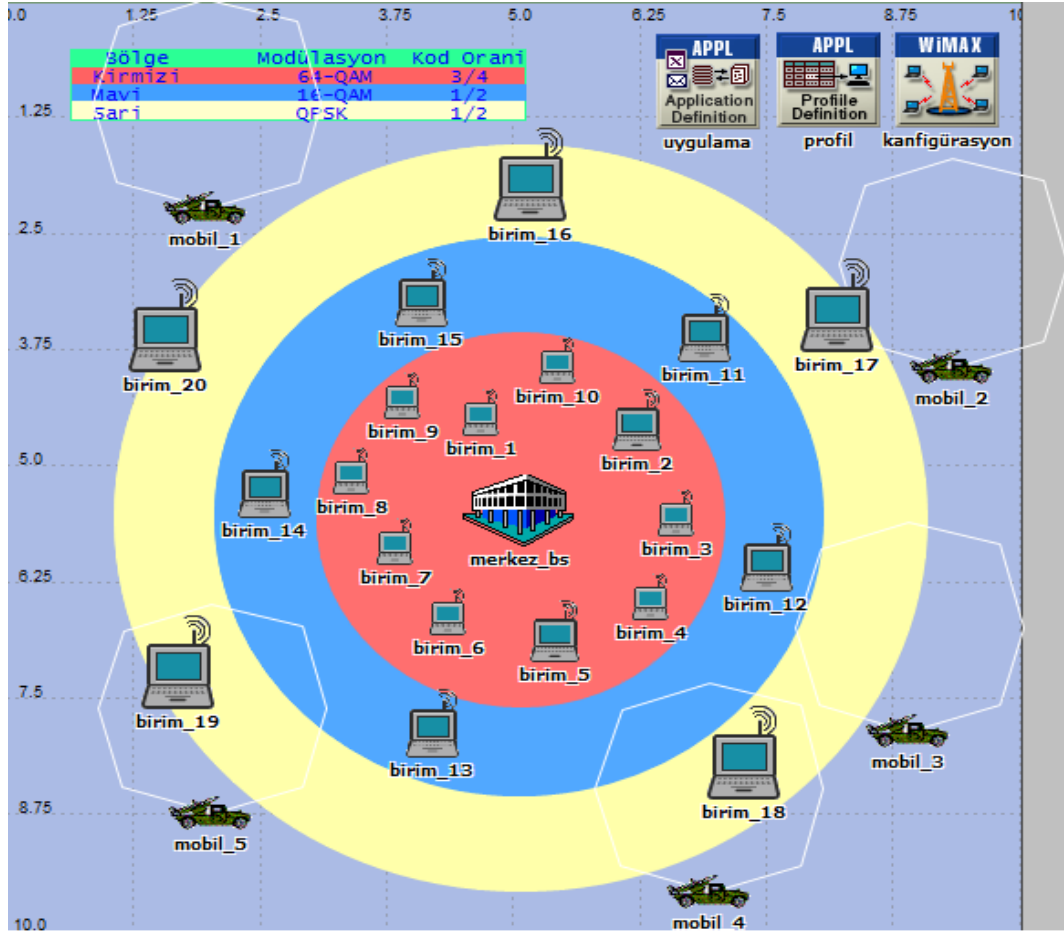 0.0 1.25 2.5 3.75 5.0 6.25 7.5 8.75 10
Bölge Modülasyon Kod Orani
Kirmizi 64-QAM 3/4
Mavi 16-QAM 1/2
Sari QPSK 1/2
APPL
Application
Definition
uygulama
APPL
Profiile
Definition
profil
WiMAX
kanfigürasyon
1.25
mobil_1
birim_16
2.5
birim_15
birim_11
birim_17
3.75
birim_20
birim_10
mobil_2
birim_9
birim_1
birim_2
5.0
birim_8
birim_14
birim_3
merkez_bs
birim_7
6.25
birim_12
birim_4
birim_6
birim_5
7.5
birim_19
birim_13
mobil_3
8.75
birim_18
mobil_5
10.0
mobil_4